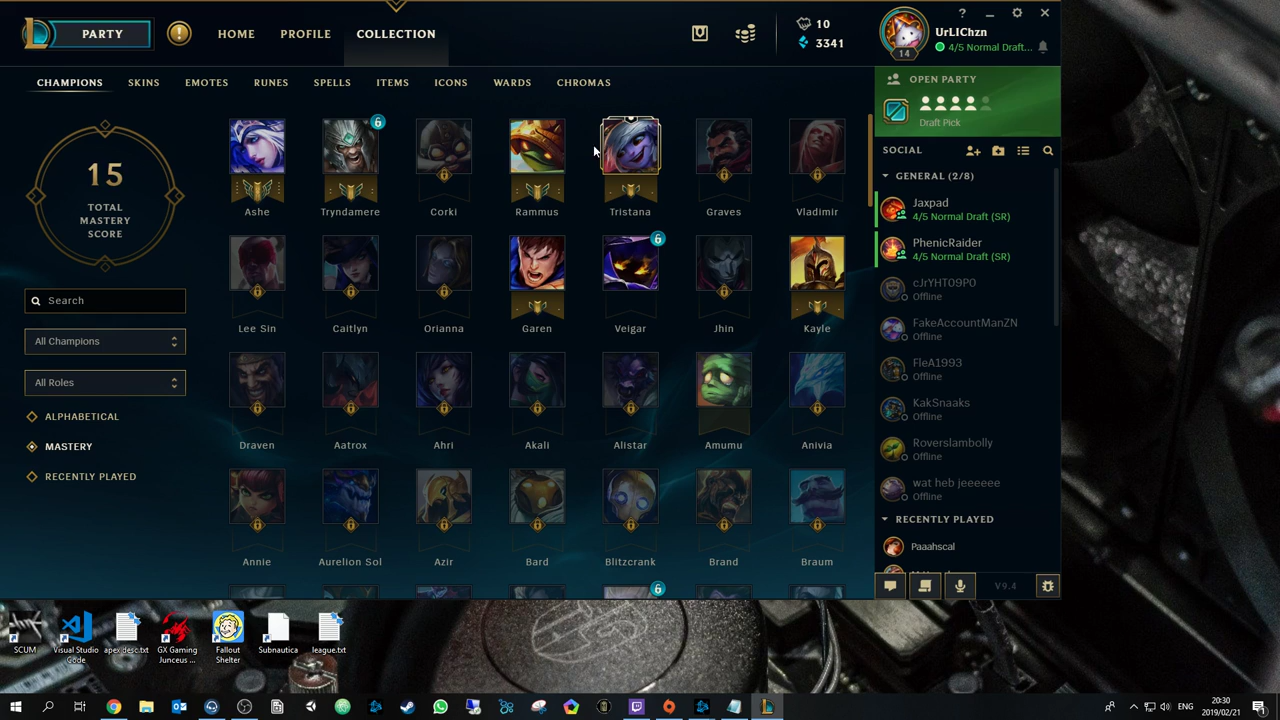 PARTY
HOME
PROFILE
COLLECTION
10
3341
14
UrLIChzn
4/5 Normal Draft...
CHAMPIONS
SKINS
EMOTES
RUNES
SPELLS
ITEMS
ICONS
WARDS
CHROMAS
OPEN PARTY
Draft Pick
15
TOTAL
MASTERY
SCORE
Search
All Champions
All Roles
ALPHABETICAL
MASTERY
RECENTLY PLAYED
6
Ashe
Tryndamere
Corki
Rammus
Tristana
Graves
Vladimir
6
Lee Sin
Caitlyn
Orianna
Garen
Veigar
Jhin
Kayle
Draven
Aatrox
Ahri
Akali
Alistar
Amumu
Anivia
Annie
Aurelion Sol
Azir
Bard
Blitzcrank
Brand
Braum
6
SOCIAL
GENERAL (2/8)
Jaxpad
4/5 Normal Draft (SR)
PhenicRaider
4/5 Normal Draft (SR)
cJrYHT09P0
Offline
FakeAccountManZN
Offline
FleA1993
Offline
KakSnaaks
Offline
Roverslambolly
Offline
wat heb jeeeeee
Offline
RECENTLY PLAYED
Paaahscal
V9.4
SCUM
Visual Studio
Code
apex desc.txt
GX Gaming
Junceus ...
Fallout
Shelter
Subnautica
league.txt
20:30
2019/02/21
ENG